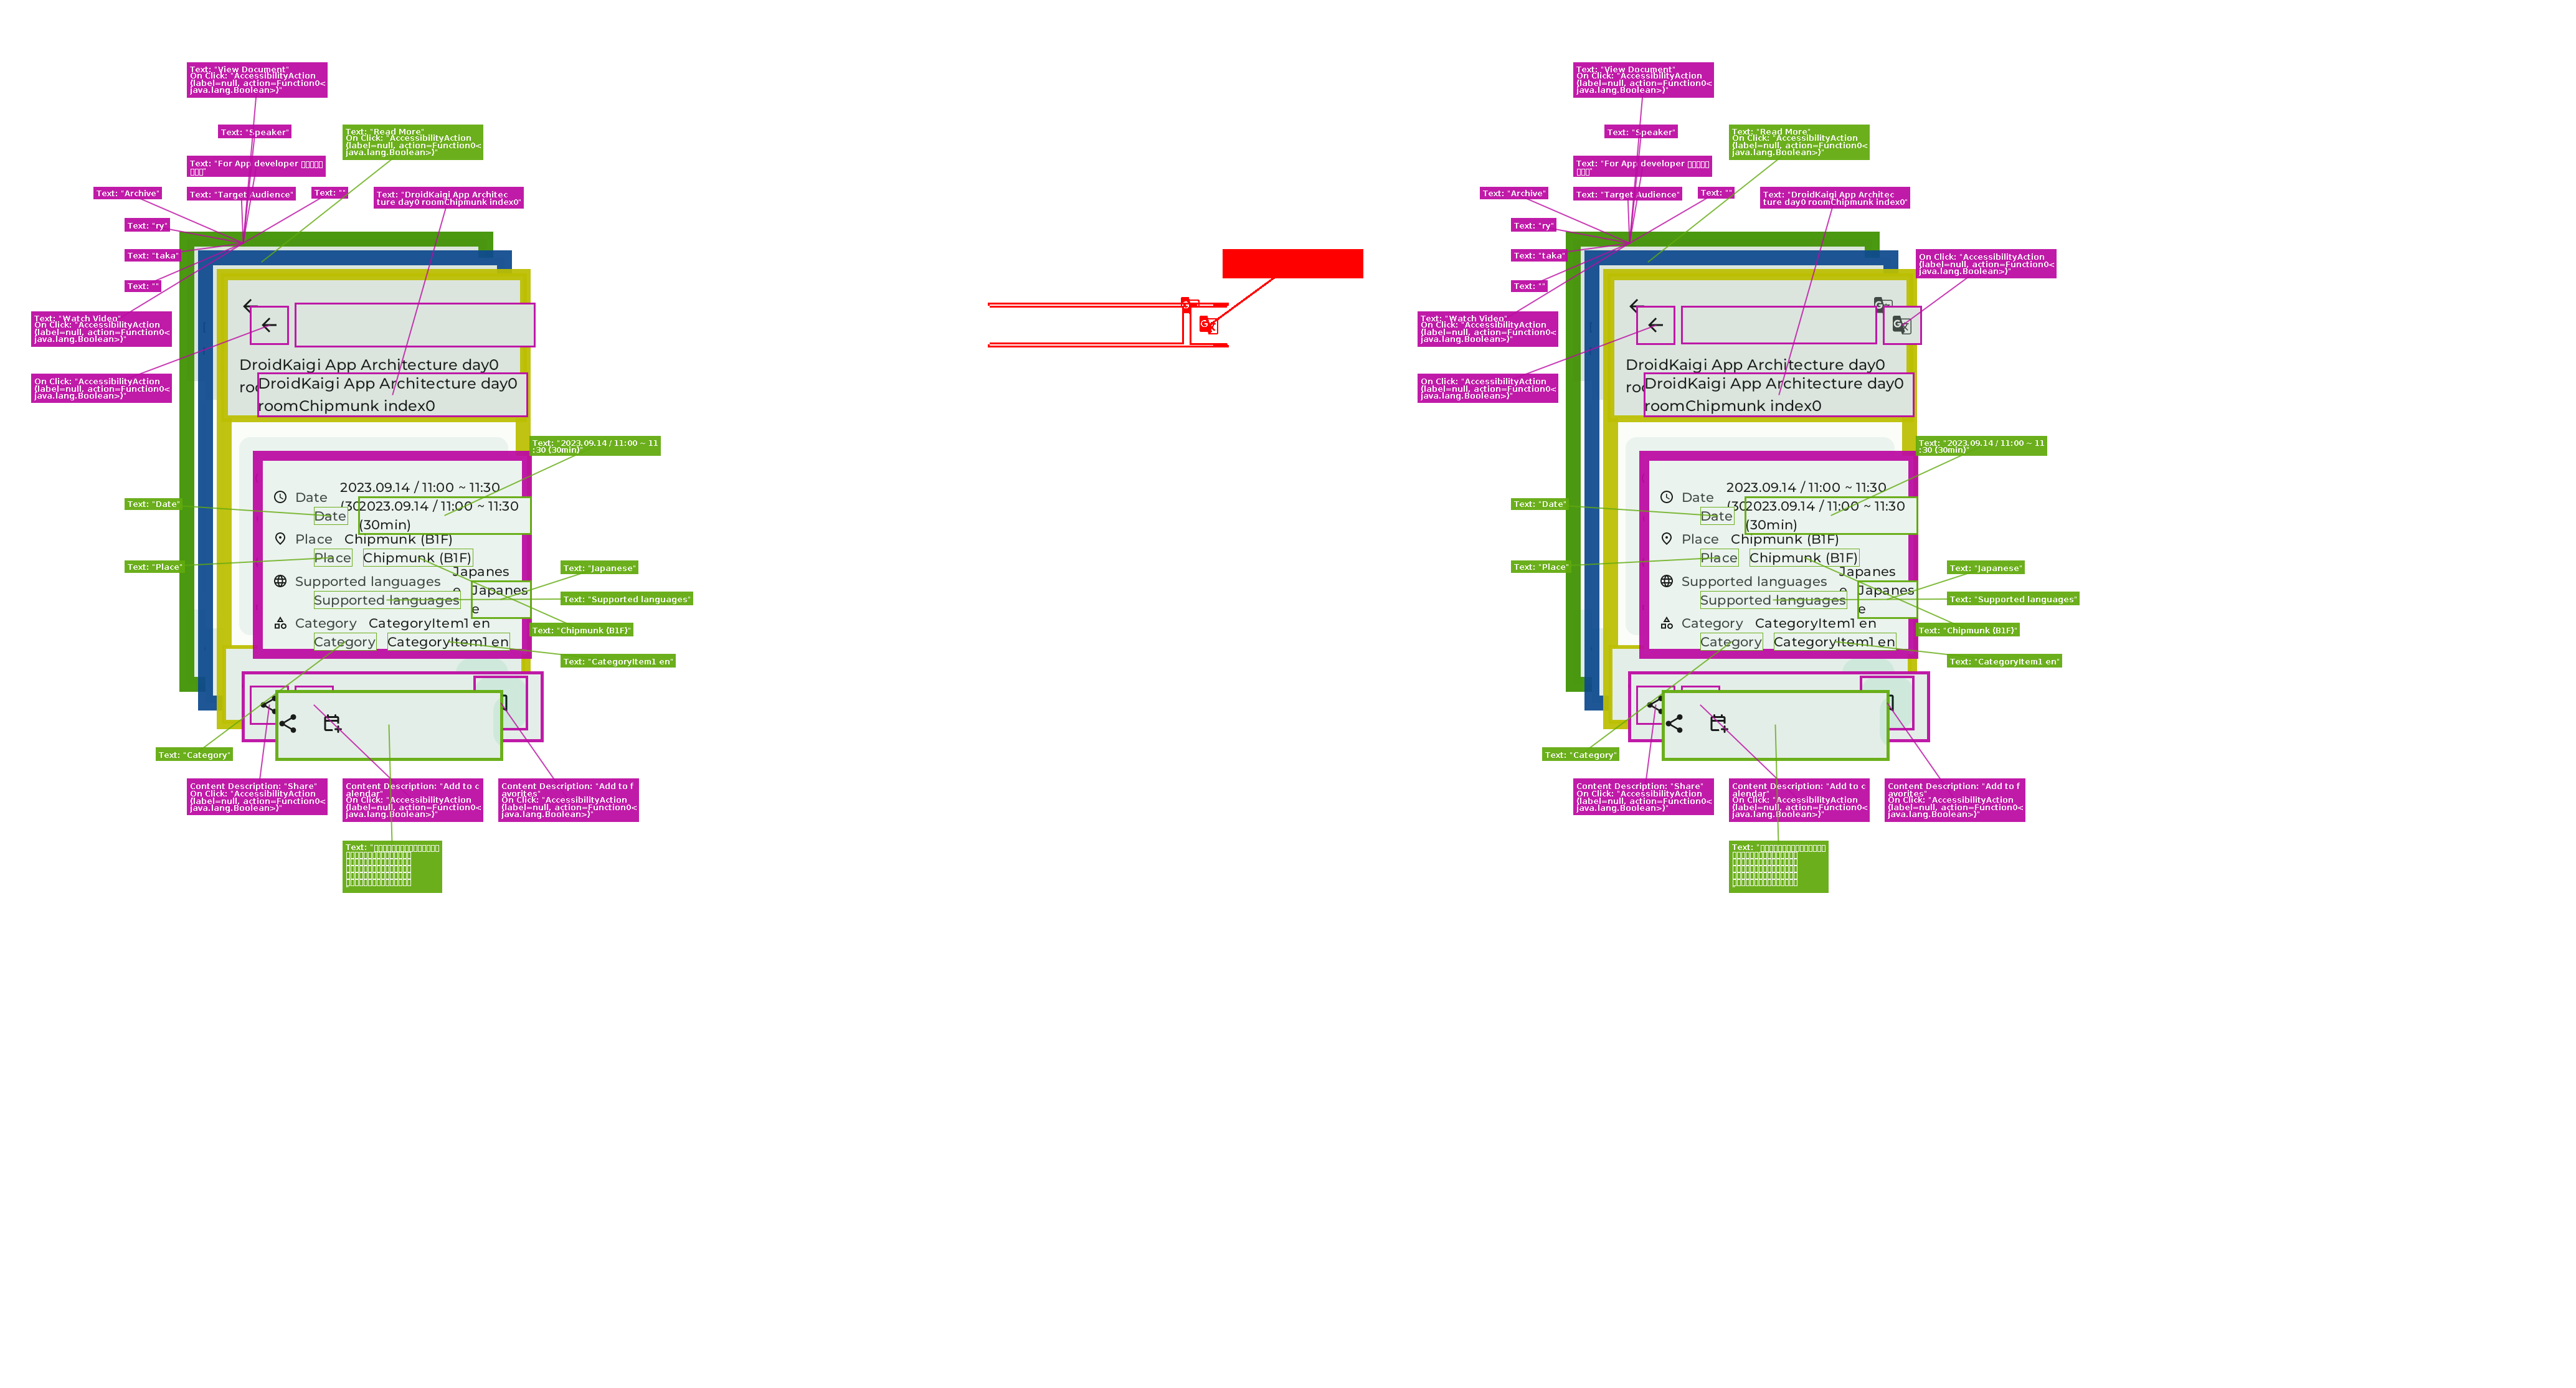 Text: "View Document"
On Click: "AccessibilityAction
(label=null, action=Function0<
java.lang.Boolean>)"
Text: "Speaker"
Text: "Read More"
On Click: "AccessibilityAction
(label=null, action=Function0<
java.lang.Boolean>)"
Text: "For App developer
Text: "Archive"
Text: "Target Audience"
Text: ""
Text: "DroidKaigi App Architec
ture day0 roomChipmunk index0"
Text: "ry"
Text: "taka"
Text: ""
Text: "Watch Video"
On Click: "AccessibilityAction
(label=null, action=Function0<
java.lang.Boolean>)"
On Click: "AccessibilityAction
(label=null, action=Function0<
java.lang.Boolean>)"
DroidKaigi App Architecture day0
DroidKaigi App Architecture day0
roomChipmunk index0
Text: "2023.09.14 / 11:00 ~ 11
:30 (30min)"
2023.09.14 / 11:00 ~ 11:30
Date
2023.09.14 / 11:00 ~ 11:30
(30min)
Text: "Date"
Date
Place Chipmunk (B1F)
Text: "Place"
Place Chipmunk (B1F)
Japanes
e
Text: "Japanese"
Supported languages
Supported languages
Japanes
e
Text: "Supported languages"
Category CategoryItem1 en
Text: "Chipmunk (B1F)"
Category CategoryItem1 en
Text: "CategoryItem1 en"
Text: "Category"
Content Description: "Share"
On Click: "AccessibilityAction
(label=null, action=Function0<
java.lang.Boolean>)"
Content Description: "Add to c
alendar"
On Click: "AccessibilityAction
(label=null, action=Function0<
java.lang.Boolean>)"
Content Description: "Add to f
avorites"
On Click: "AccessibilityAction
(label=null, action=Function0<
java.lang.Boolean>)"
Text: "
Text: "View Document"
On Click: "AccessibilityAction
(label=null, action=Function0<
java.lang.Boolean>)"
Text: "Speaker"
Text: "Read More"
On Click: "AccessibilityAction
(label=null, action=Function0<
java.lang.Boolean>)"
Text: "For App developer
Text: "Archive"
Text: "Target Audience"
Text: ""
Text: "DroidKaigi App Architec
ture day0 roomChipmunk index0"
Text: "ry"
Text: "taka"
On Click: "AccessibilityAction
(label=null, action=Function0<
java.lang.Boolean>)"
Text: ""
Text: "Watch Video"
On Click: "AccessibilityAction
(label=null, action=Function0<
java.lang.Boolean>)"
On Click: "AccessibilityAction
(label=null, action=Function0<
java.lang.Boolean>)"
DroidKaigi App Architecture day0
DroidKaigi App Architecture day0
roomChipmunk index0
Text: "2023.09.14 / 11:00 ~ 11
:30 (30min)"
2023.09.14 / 11:00 ~ 11:30
Date
2023.09.14 / 11:00 ~ 11:30
(30min)
Text: "Date"
Date
Place Chipmunk (B1F)
Text: "Place"
Place Chipmunk (B1F)
Japanes
e
Text: "Japanese"
Supported languages
Supported languages
Japanes
e
Text: "Supported languages"
Category CategoryItem1 en
Text: "Chipmunk (B1F)"
Category CategoryItem1 en
Text: "CategoryItem1 en"
Text: "Category"
Content Description: "Share"
On Click: "AccessibilityAction
(label=null, action=Function0<
java.lang.Boolean>)"
Content Description: "Add to c
alendar"
On Click: "AccessibilityAction
(label=null, action=Function0<
java.lang.Boolean>)"
Content Description: "Add to f
avorites"
On Click: "AccessibilityAction
(label=null, action=Function0<
java.lang.Boolean>)"
Text: "